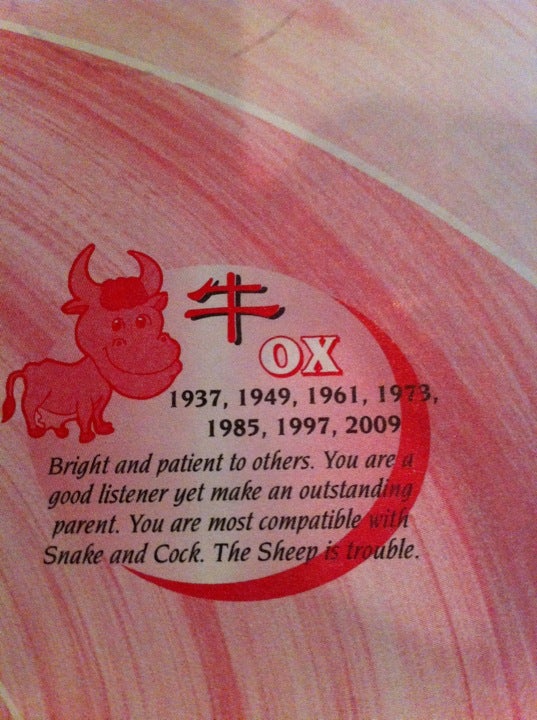 牛
OX
1937, 1949, 1961, 1973,
1985, 1997, 2009
Bright and patient to others. You are a
good listener yet make an outstanding
parent. You are most compatible with
Snake and Cock. The Sheep is trouble.